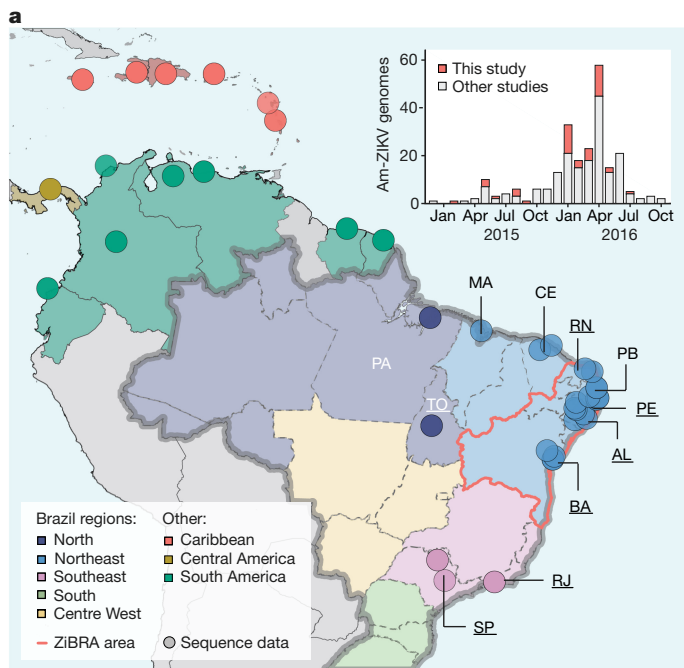 a
Am-ZIKV genomes
60
40
20
0
This study
Other studies
Jan Apr Jul Oct Jan Apr Jul Oct
2015 2016
MA
CE
RN
PB
PE
AL
BA
PA
TO
RJ
SP
Brazil regions:
North
Northeast
Southeast
South
Centre West
ZiBRA area
Other:
Caribbean
Central America
South America
Sequence data